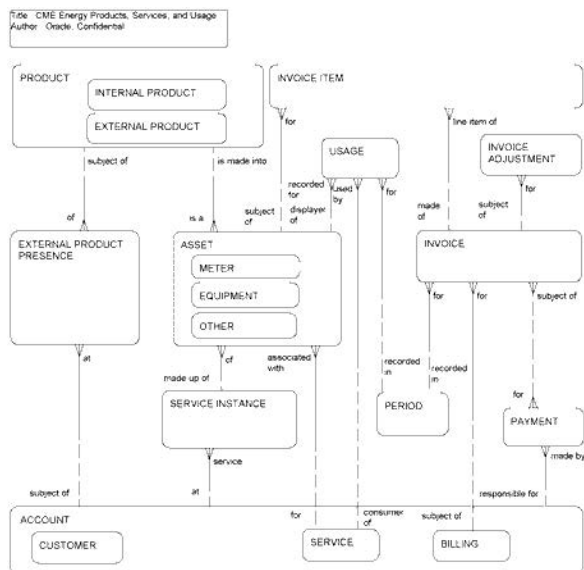 Title CME Energy Products, Services, and Usage
Author Oracle, Confidential
PRODUCT
INTERNAL PRODUCT
EXTERNAL PRODUCT
INVOICE ITEM
for
line item of
USAGE
INVOICE
ADJUSTMENT
subject of
is made into
recorded
for
used
by
for
for
of
is a
subject
of
displayer
of
made
of
subject
of
EXTERNAL PRODUCT
PRESENCE
ASSET
METER
EQUIPMENT
OTHER
INVOICE
for
for
subject of
at
of
associated
with
made up of
recorded
in
recorded
in
for
SERVICE INSTANCE
PERIOD
PAYMENT
service
made by
subject of
at
for
consumer
of
subject
of
responsible for
ACCOUNT
CUSTOMER
SERVICE
BILLING